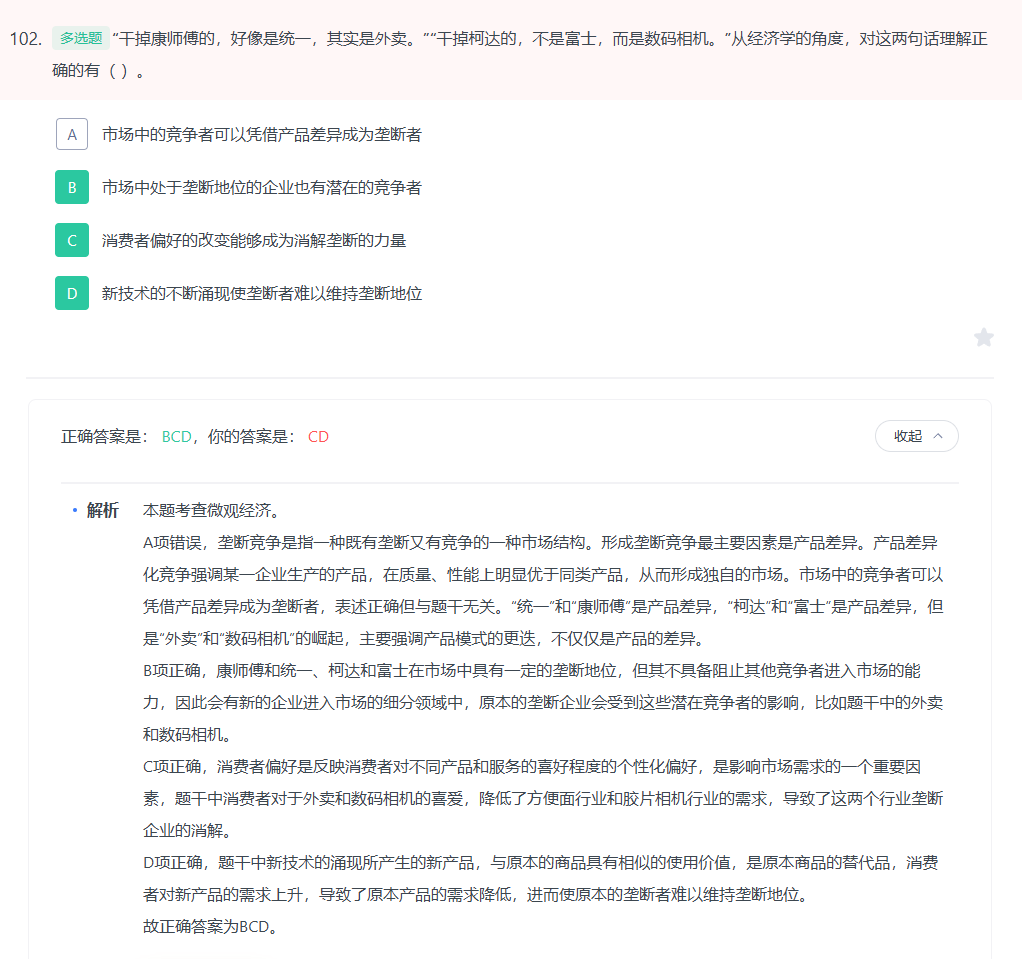 102. 多选题 “干掉康师傅的，好像是统一，其实是外卖。”“干掉柯达的，不是富士，而是数码相机。”从经济学的角度，对这两句话理解正
确的有（ ）。
A 市场中的竞争者可以凭借产品差异成为垄断者
B 市场中处于垄断地位的企业也有潜在的竞争者
C 消费者偏好的改变能够成为消解垄断的力量
D 新技术的不断涌现使垄断者难以维持垄断地位
正确答案是： BCD，你的答案是： CD 收起
解析 本题考查微观经济。
A项错误，垄断竞争是指一种既有垄断又有竞争的一种市场结构。形成垄断竞争最主要因素是产品差异。产品差异
化竞争强调某一企业生产的产品，在质量、性能上明显优于同类产品，从而形成独自的市场。市场中的竞争者可以
凭借产品差异成为垄断者，表述正确但与题干无关。“统一”和“康师傅”是产品差异，“柯达”和“富士”是产品差异，但
是“外卖”和“数码相机”的崛起，主要强调产品模式的更迭，不仅仅是产品的差异。
B项正确，康师傅和统一、柯达和富士在市场中具有一定的垄断地位，但其不具备阻止其他竞争者进入市场的能
力，因此会有新的企业进入市场的细分领域中，原本的垄断企业会受到这些潜在竞争者的影响，比如题干中的外卖
和数码相机。
C项正确，消费者偏好是反映消费者对不同产品和服务的喜好程度的个性化偏好，是影响市场需求的一个重要因
素，题干中消费者对于外卖和数码相机的喜爱，降低了方便面行业和胶片相机行业的需求，导致了这两个行业垄断
企业的消解。
D项正确，题干中新技术的涌现所产生的新产品，与原本的商品具有相似的使用价值，是原本商品的替代品，消费
者对新产品的需求上升，导致了原本产品的需求降低，进而使原本的垄断者难以维持垄断地位。
故正确答案为BCD。